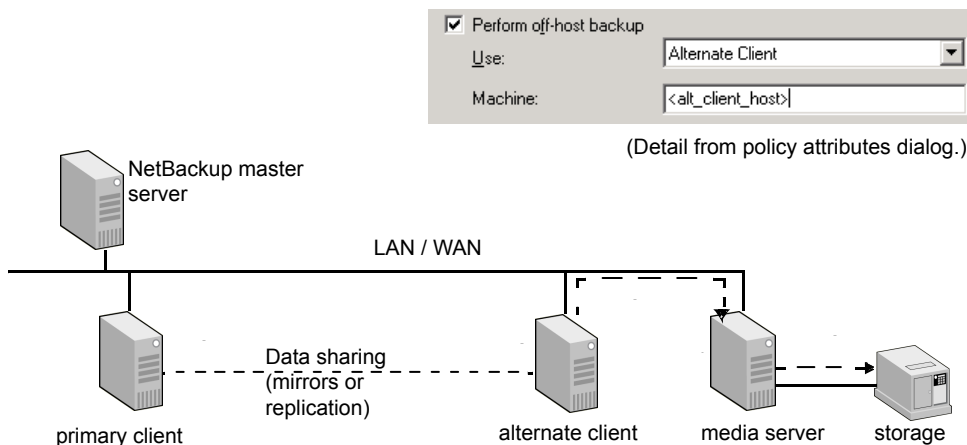 Perform off-host backup
Use:
Alternate Client
Machine:
<alt_client_host>
(Detail from policy attributes dialog.)
NetBackup master
server
LAN / WAN
Data sharing
(mirrors or
replication)
primary client
alternate client
media server
storage